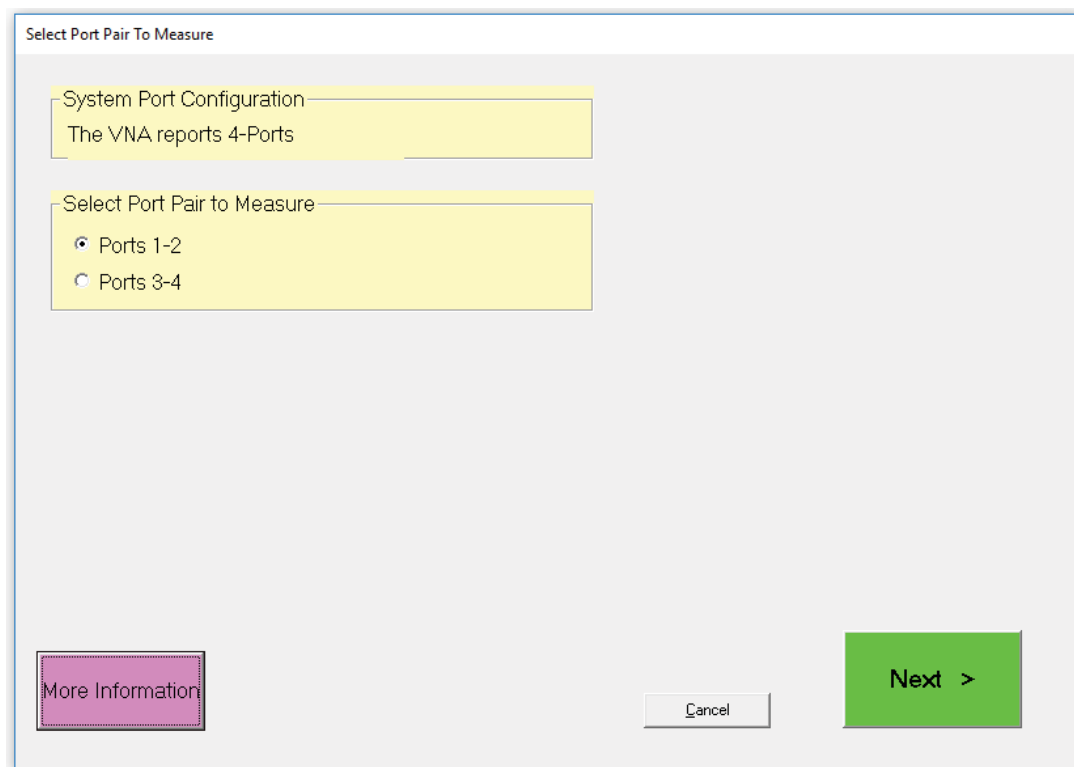 Select Port Pair To Measure
System Port Configuration
The VNA reports 4-Ports
Select Port Pair to Measure
Ports 1-2
Ports 3-4
More Information
Cancel
Next >